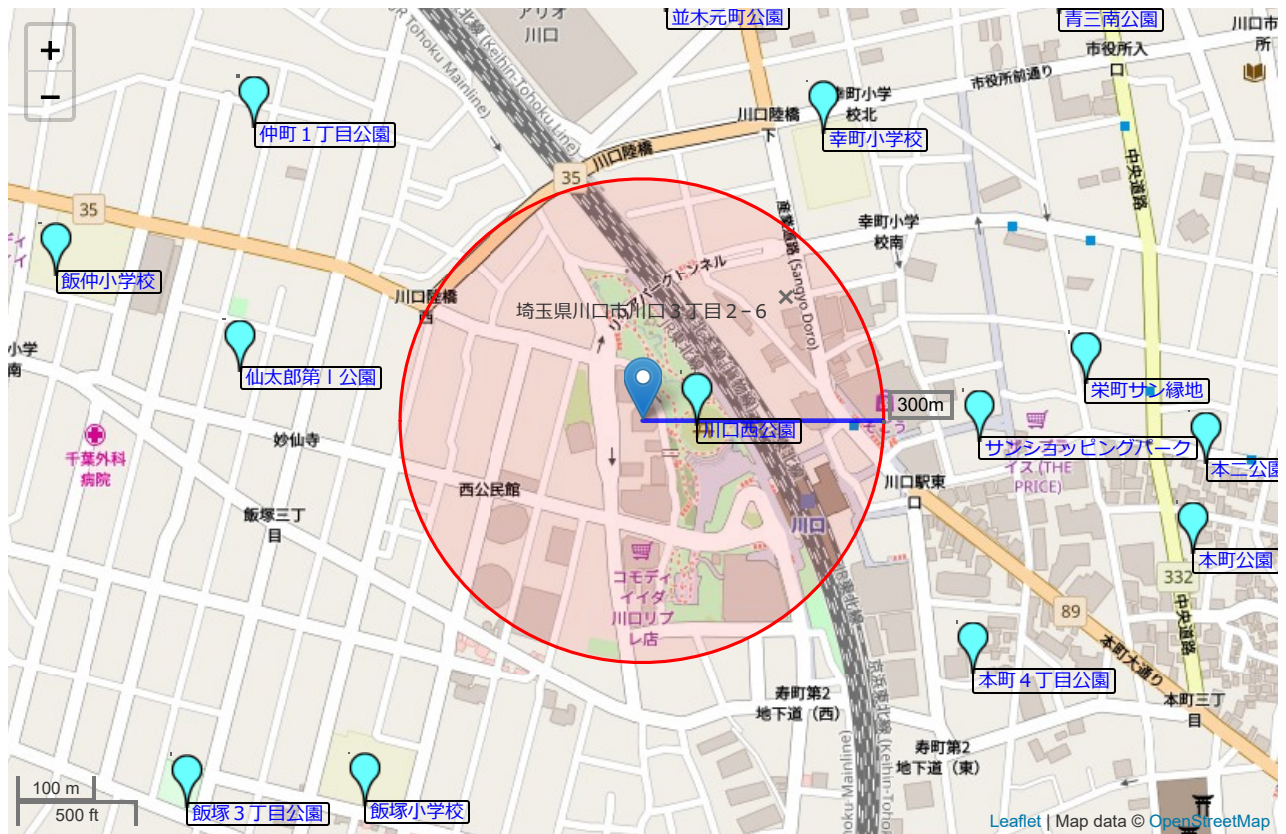 +
−
アリオ
川口
並木元町公園
青三南公園
川口市
所
市役所入
口
市役所前通り
仲町１丁目公園
幸町小学
校北
幸町小学校
川口陸橋
下
川口陸橋
35
35
中央道路
産業道路 (Sangyo Doro)
幸町小学
校南
飯仲小学校
リリアパークトンネル
川口陸橋
西
埼玉県川口市川口３丁目２−６
小学
南
仙太郎第Ⅰ公園
栄町サン緑地
300m
川口西公園
サンショッピングパーク
イス (THE
PRICE)
本二公園
妙仙寺
千葉外科
病院
西公民館
川口駅東
口
飯塚三丁
目
川口
本町公園
コモディ
イイダ
川口リプ
レ店
332
89
中央道路
本町大通り
本町４丁目公園
本町三丁
目
寿町第2
地下道（西）
寿町第2
地下道（東）
飯塚３丁目公園
飯塚小学校
100 m
500 ft
Leaflet | Map data © OpenStreetMap